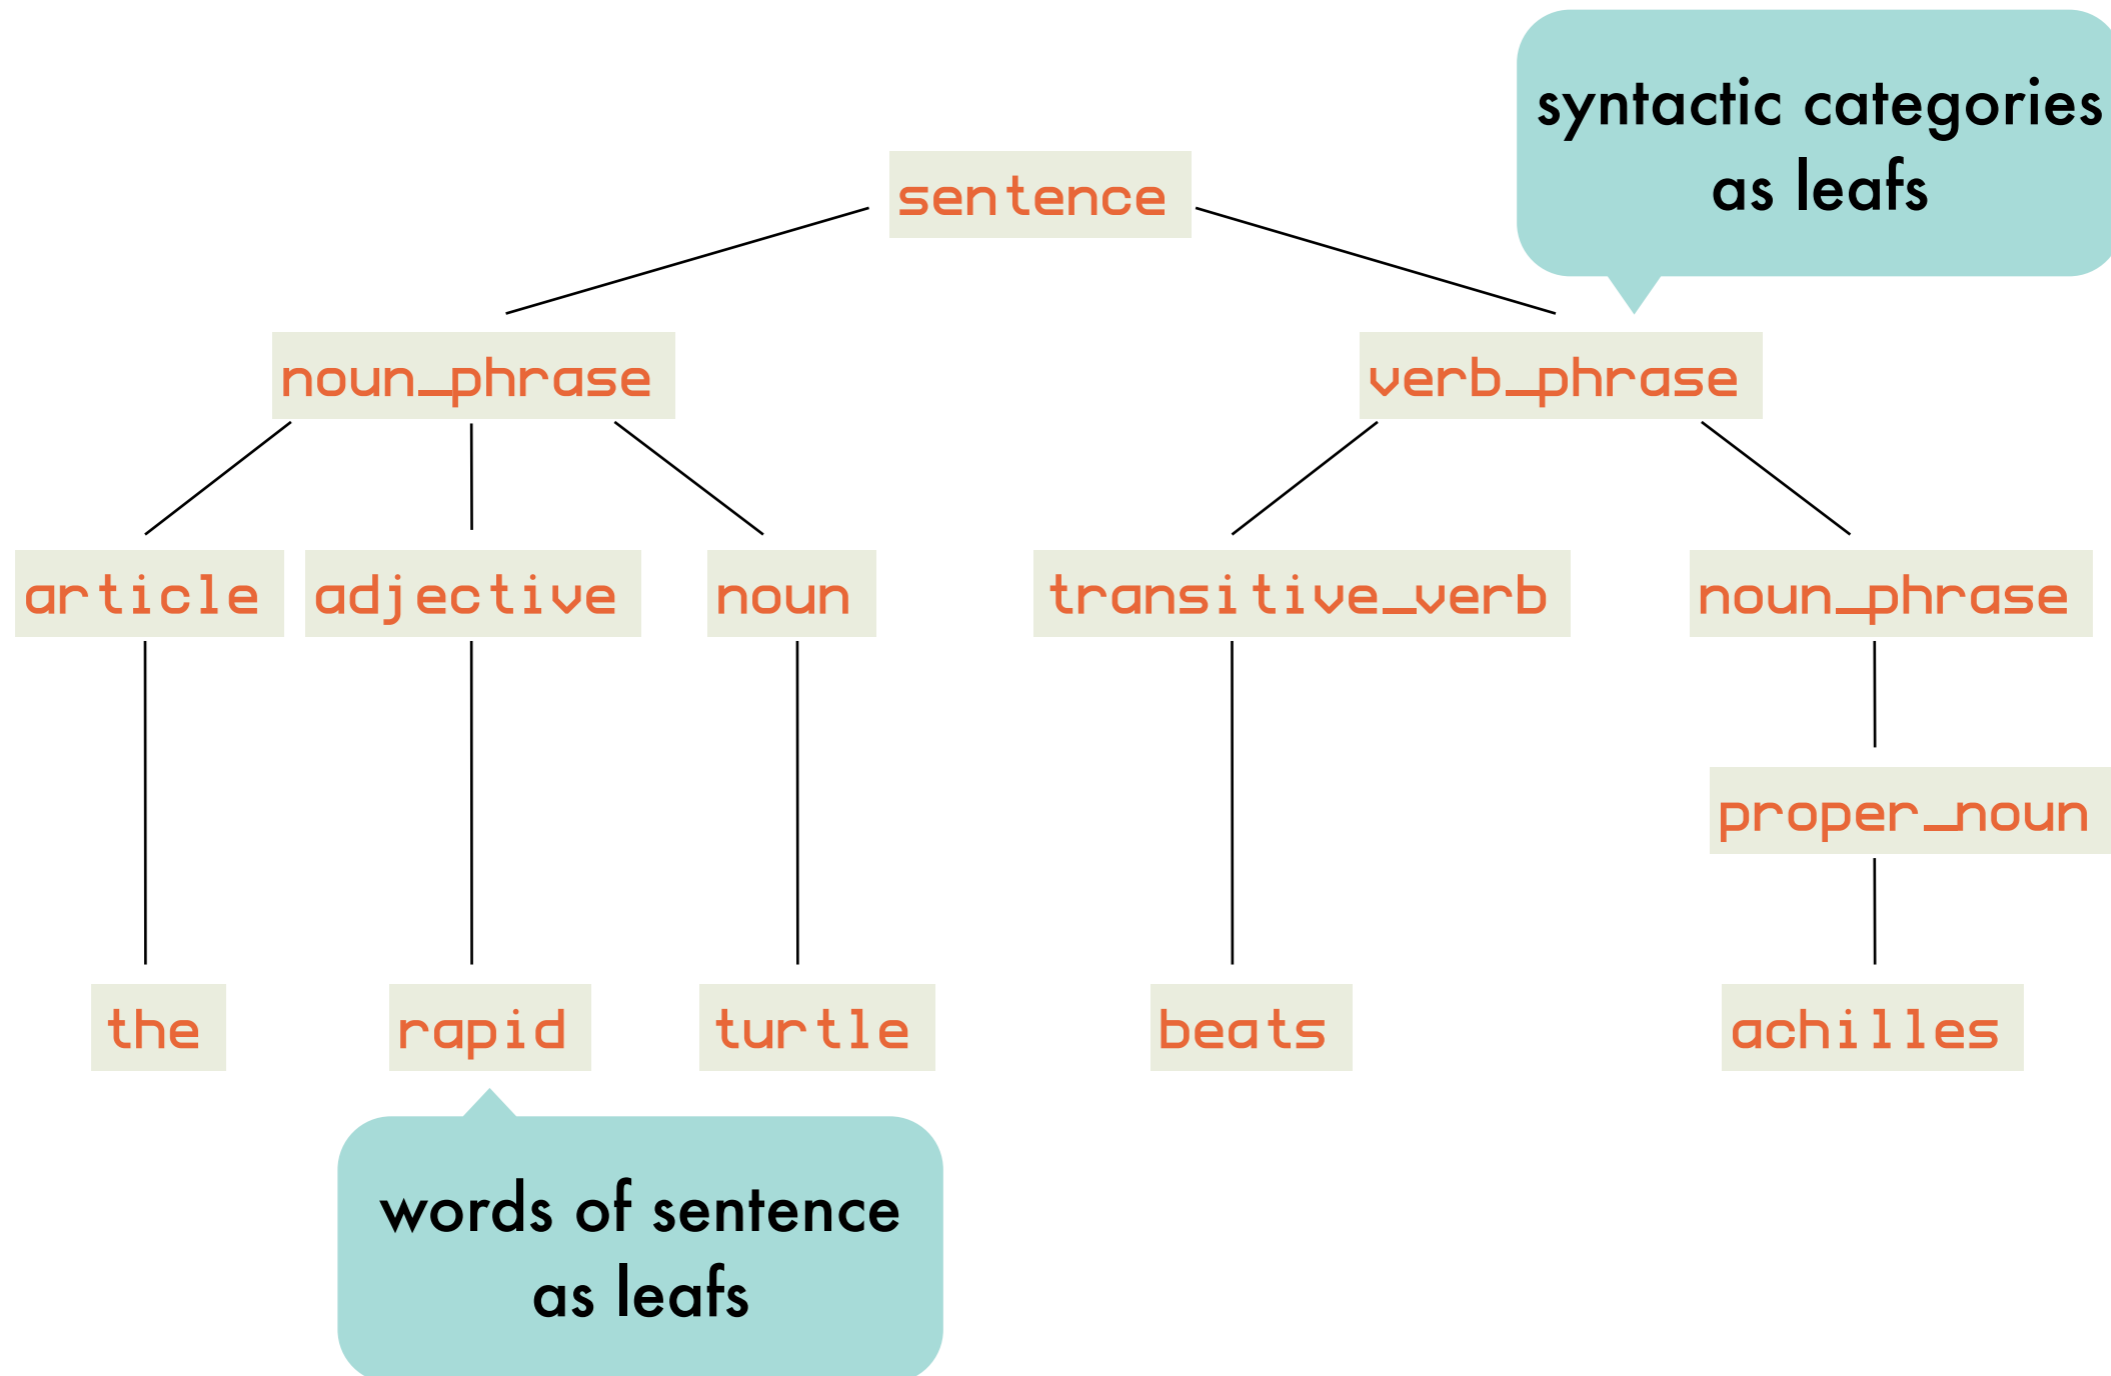 syntactic categories
as leafs
sentence
noun_phrase
verb_phrase
article
adjective
noun
transitive_verb
noun_phrase
proper_noun
the
rapid
turtle
beats
achilles
words of sentence
as leafs